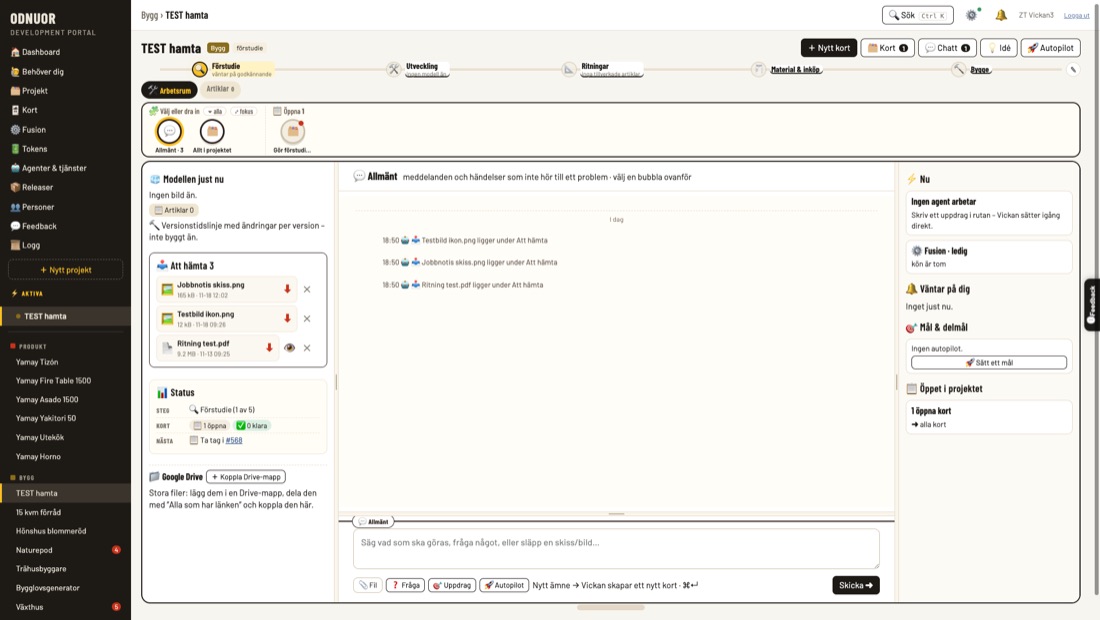 ODNUOR
DEVELOPMENT PORTAL
Dashboard
Behöver dig
Projekt
Kort
Fusion
Tokens
Agenter & tjänster
Releaser
Personer
Feedback
Logg
+ Nytt projekt
AKTIVA
TEST hamta
PRODUKT
Yamay Tizón
Yamay Fire Table 1500
Yamay Asado 1500
Yamay Yakitori 50
Yamay Utekök
Yamay Horno
BYGG
TEST hamta
15 kvm förråd
Hönshus blommeröd
Naturepod 4
Trähusbyggare
Bygglovsgenerator
Växthus 5
Bygg › TEST hamta
Sök Ctrl K
ZT Vickan3 Logga ut
TEST hamta Bygg förstudie
+ Nytt kort
Kort 1
Chatt 1
Idé
Autopilot
Förstudie
väntar på godkännande
Utveckling
Ritningar
Material & inköp
Bygge
Arbetsrum
Artiklar 0
Välj eller dra in alla fokus
Allmänt · 3
Allt i projektet
Öppna 1
Gör förstudi...
Modellen just nu
Ingen bild än.
Artiklar 0
Versionstidslinje med ändringar per version –
inte byggt än.
Att hämta 3
Jobbnotis skiss.png
165 kB · 11-18 12:02
Testbild ikon.png
12 kB · 11-18 09:26
Ritning test.pdf
9.2 MB · 11-13 09:25
Status
STEG Förstudie (1 av 5)
KORT 1 öppna 0 klara
NÄSTA Ta tag i #568
Google Drive + Koppla Drive-mapp
Stora filer: lägg dem i en Drive-mapp, dela den
med "Alla som har länken" och koppla den här.
Allmänt meddelanden och händelser som inte hör till ett problem · välj en bubbla ovanför
I dag
18:50 Testbild ikon.png ligger under Att hämta
18:50 Jobbnotis skiss.png ligger under Att hämta
18:50 Ritning test.pdf ligger under Att hämta
Allmänt
Säg vad som ska göras, fråga något, eller släpp en skiss/bild...
Fil
Fråga
Uppdrag
Autopilot
Nytt ämne → Vickan skapar ett nytt kort · ⌘↵
Skicka →
Nu
Ingen agent arbetar
Skriv ett uppdrag i rutan – Vickan sätter igång
direkt.
Fusion · ledig
kön är tom
Väntar på dig
Inget just nu.
Mål & delmål
Ingen autopilot.
Sätt ett mål
Öppet i projektet
1 öppna kort
→ alla kort
Feedback